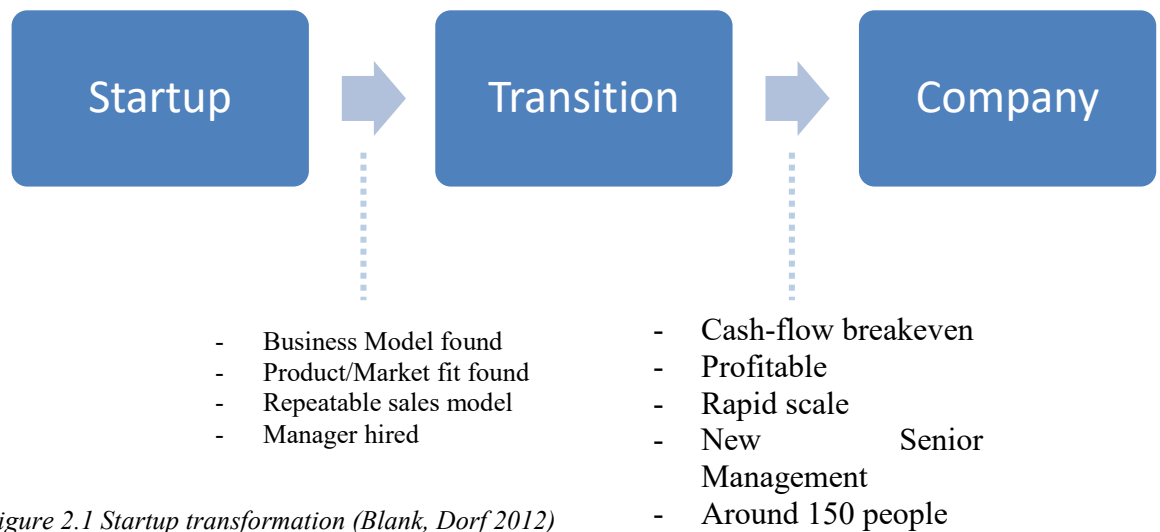 Startup
Transition
Company
- Business Model found
- Product/Market fit found
- Repeatable sales model
- Manager hired
- Cash-flow breakeven
- Profitable
- Rapid scale
- New Senior
Management
- Around 150 people
igure 2.1 Startup transformation (Blank, Dorf 2012)